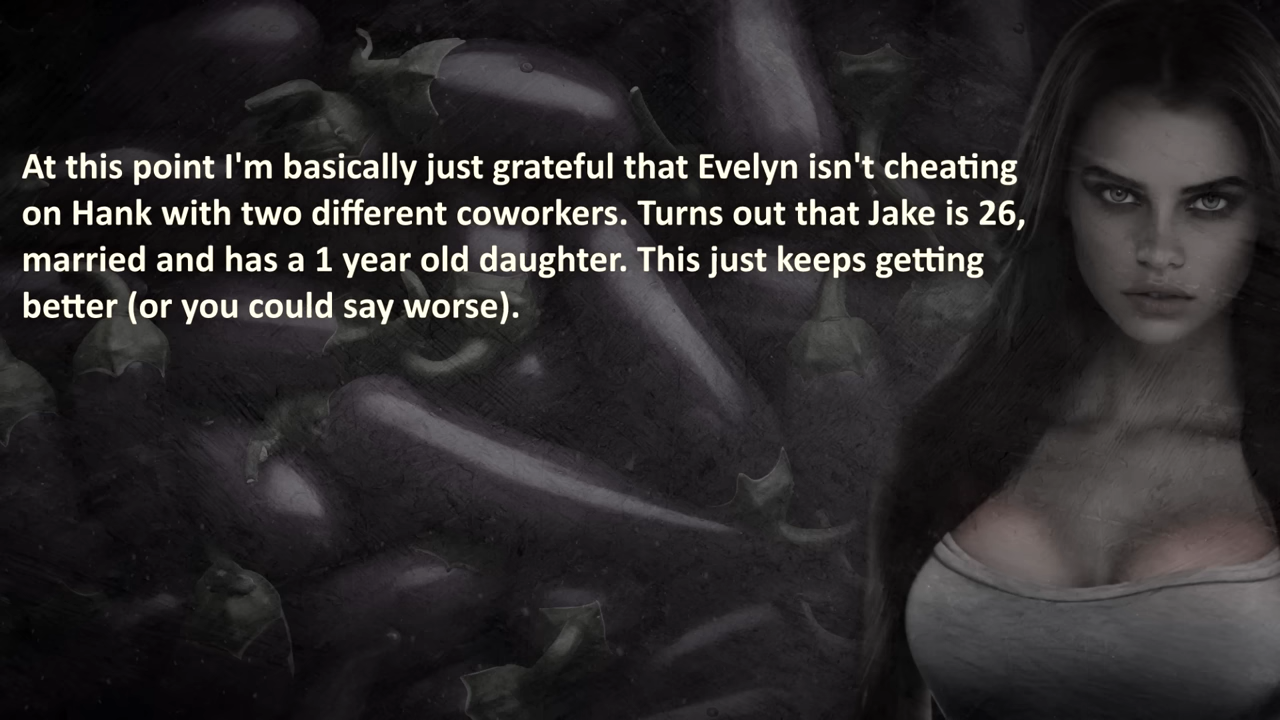 At this point I'm basically just grateful that Evelyn isn't cheating
on Hank with two different coworkers. Turns out that Jake is 26,
married and has a 1 year old daughter. This just keeps getting
better (or you could say worse).